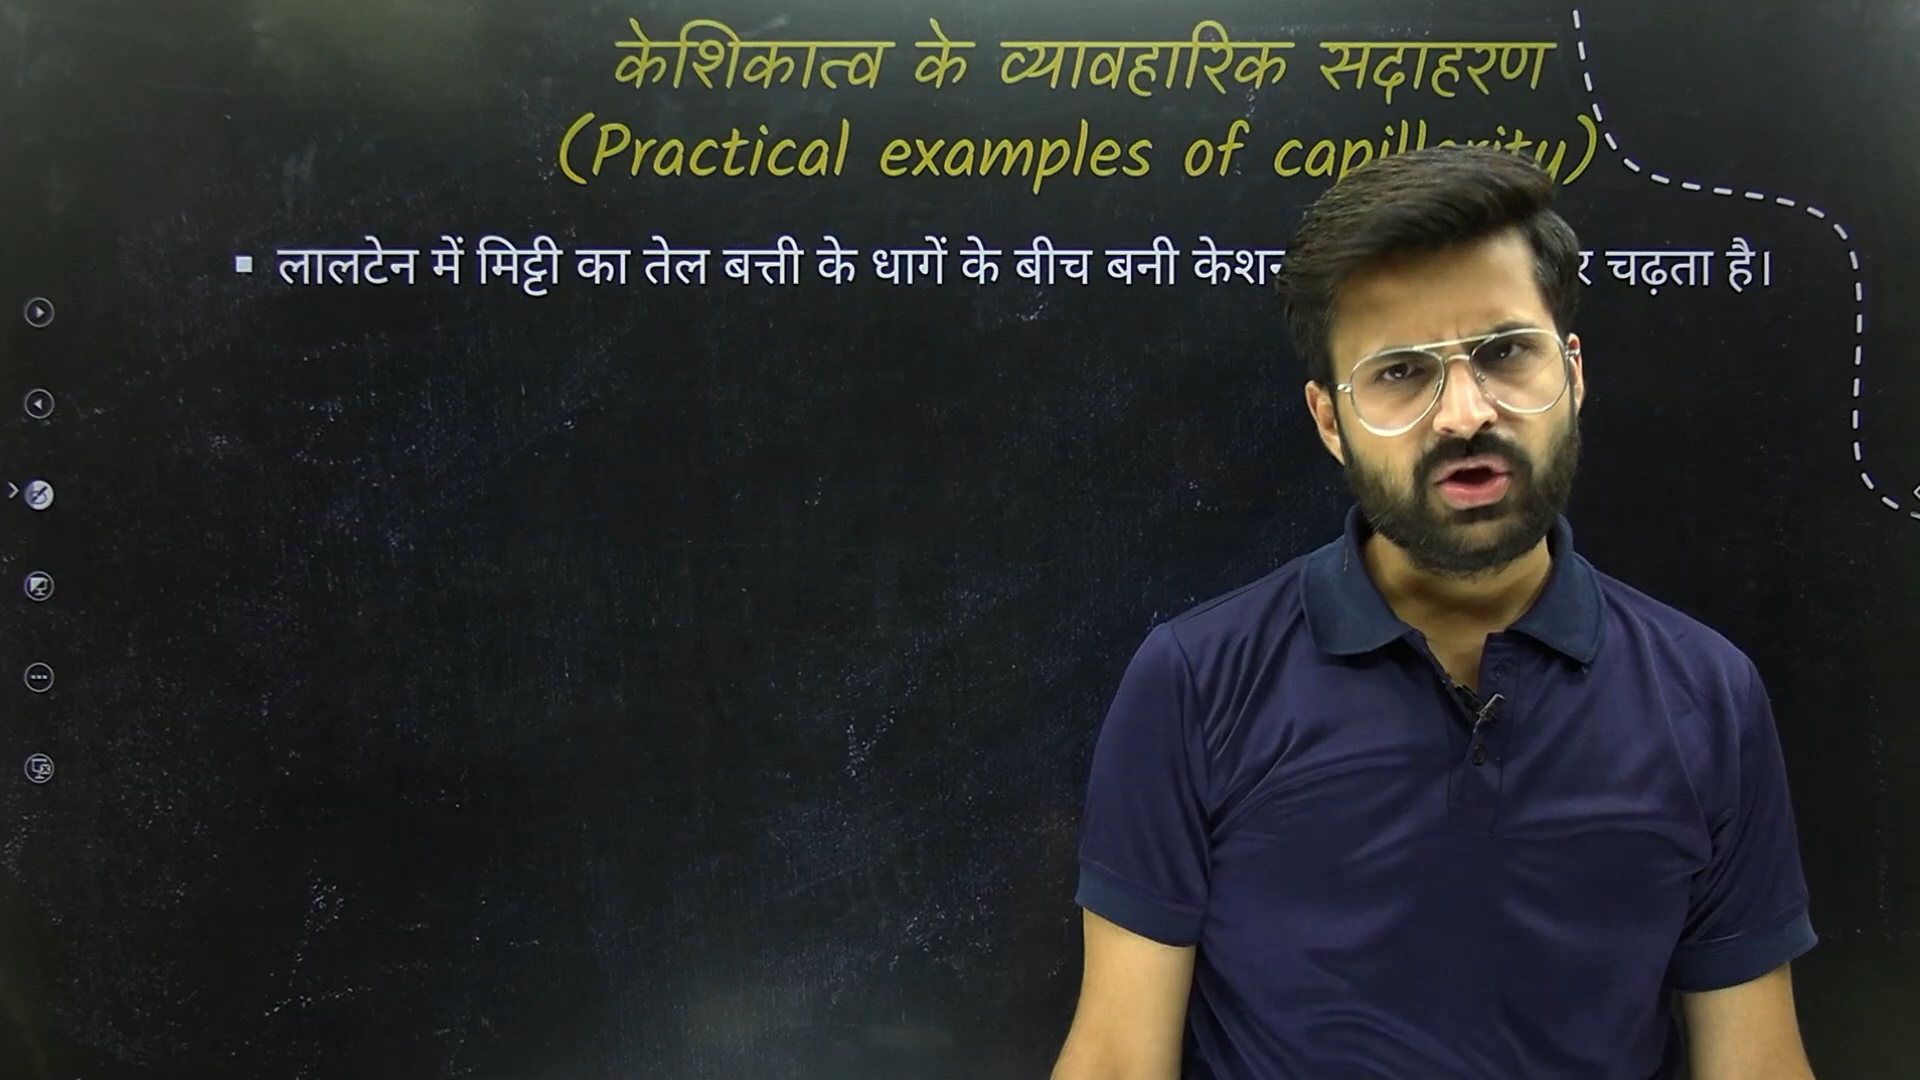 केशिकात्व के व्यावहारिक सदाहरण
(Practical examples of capillarity)
▪ लालटेन में मिट्टी का तेल बत्ती के धागें के बीच बनी चढ़ता है।